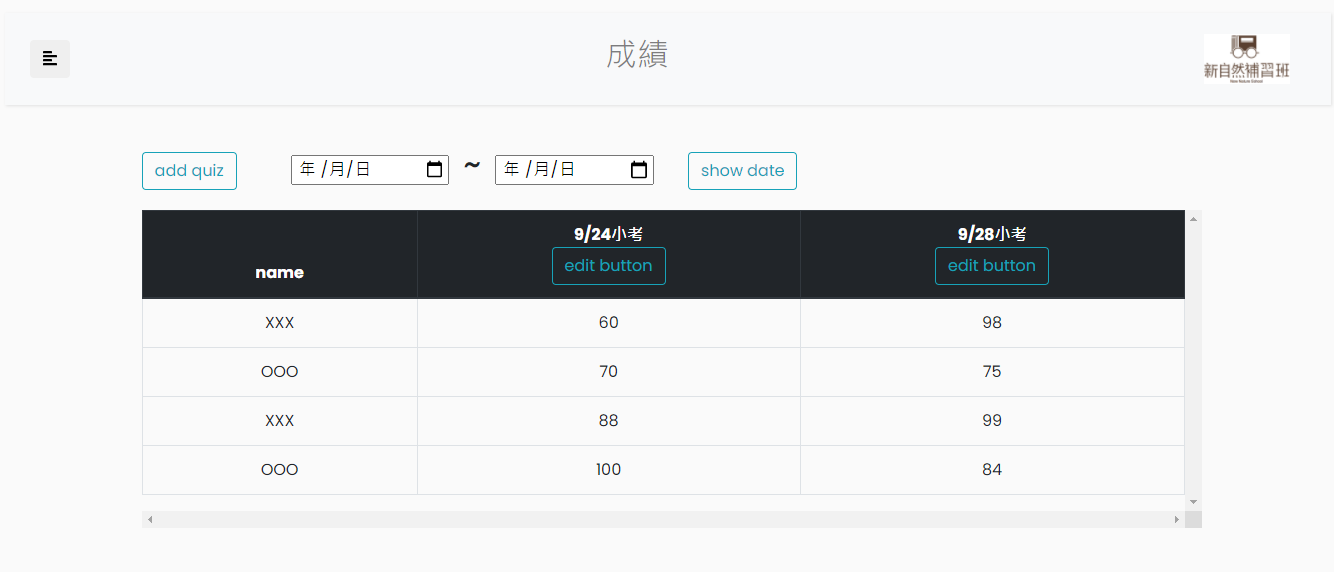 成績
新自然補習班
add quiz
年 /月/日
~
年 /月/日
show date
name
9/24小考
edit button
9/28小考
edit button
XXX 60 98
OOO 70 75
XXX 88 99
OOO 100 84